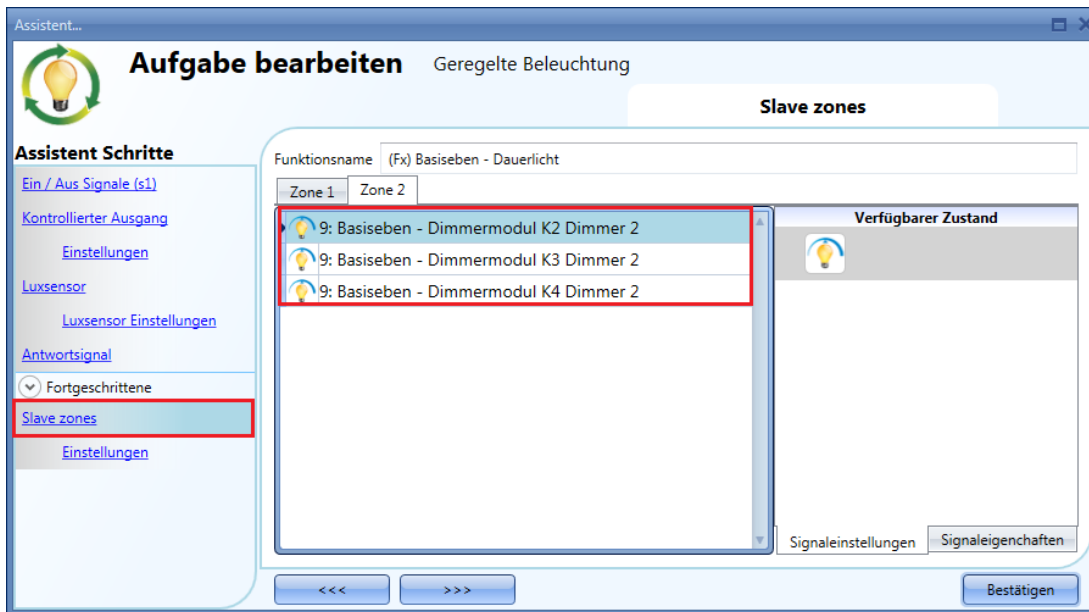 Assistent...
Aufgabe bearbeiten Geregelte Beleuchtung
Slave zones
Assistent Schritte
Ein / Aus Signale (s1)
Kontrollierter Ausgang
Einstellungen
Luxsensor
Luxsensor Einstellungen
Antwortsignal
Fortgeschrittene
Slave zones
Einstellungen
Funktionsname (Fx) Basiseben - Dauerlicht
Zone 1 Zone 2
9: Basiseben - Dimmermodul K2 Dimmer 2
9: Basiseben - Dimmermodul K3 Dimmer 2
9: Basiseben - Dimmermodul K4 Dimmer 2
Verfügbarer Zustand
Signaleinstellungen Signaleigenchaften
<<< >>> Bestätigen